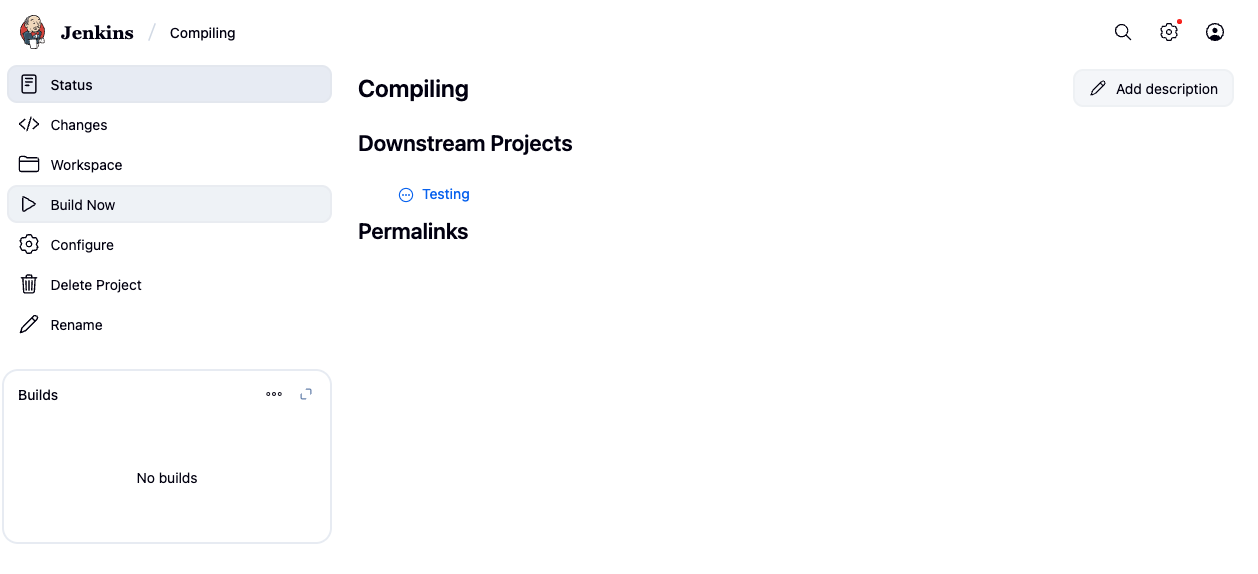 Jenkins / Compiling
Status
Changes
Workspace
Build Now
Configure
Delete Project
Rename
Builds
No builds
Compiling
Add description
Downstream Projects
Testing
Permalinks